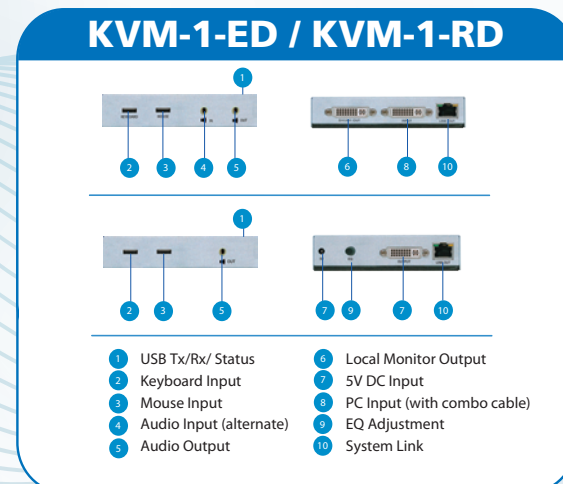 KVM-1-ED / KVM-1-RD
1
IN
OUT
2 3 4 5 6 8 10
1
OUT
2 3 5 7 9 7 10
1 USB Tx/Rx/ Status
2 Keyboard Input
3 Mouse Input
4 Audio Input (alternate)
5 Audio Output
6 Local Monitor Output
7 5V DC Input
8 PC Input (with combo cable)
9 EQ Adjustment
10 System Link